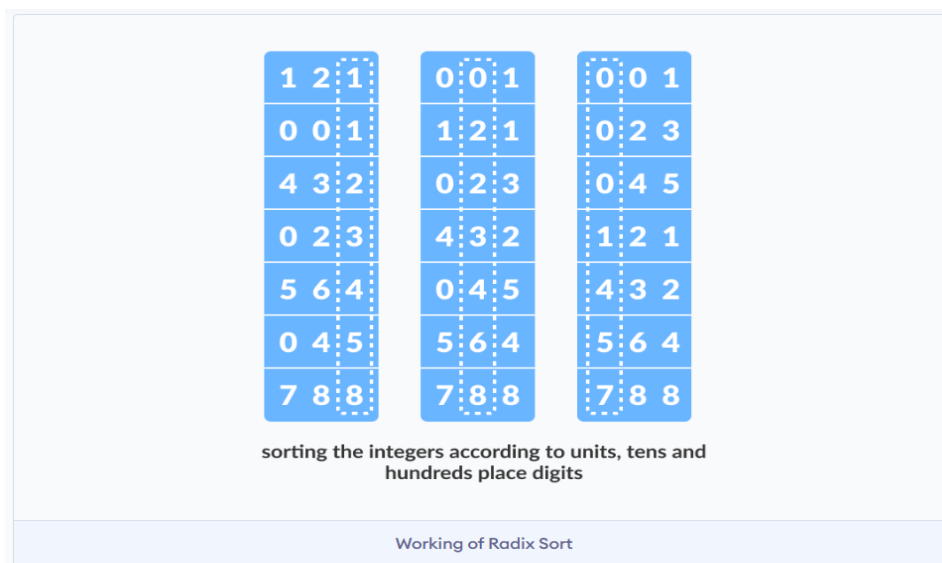 1 2 1 0 0 1 0 0 1
0 0 1 1 2 1 0 2 3
4 3 2 0 2 3 0 4 5
0 2 3 4 3 2 1 2 1
5 6 4 0 4 5 4 3 2
0 4 5 5 6 4 5 6 4
7 8 8 7 8 8 7 8 8
sorting the integers according to units, tens and
hundreds place digits
Working of Radix Sort